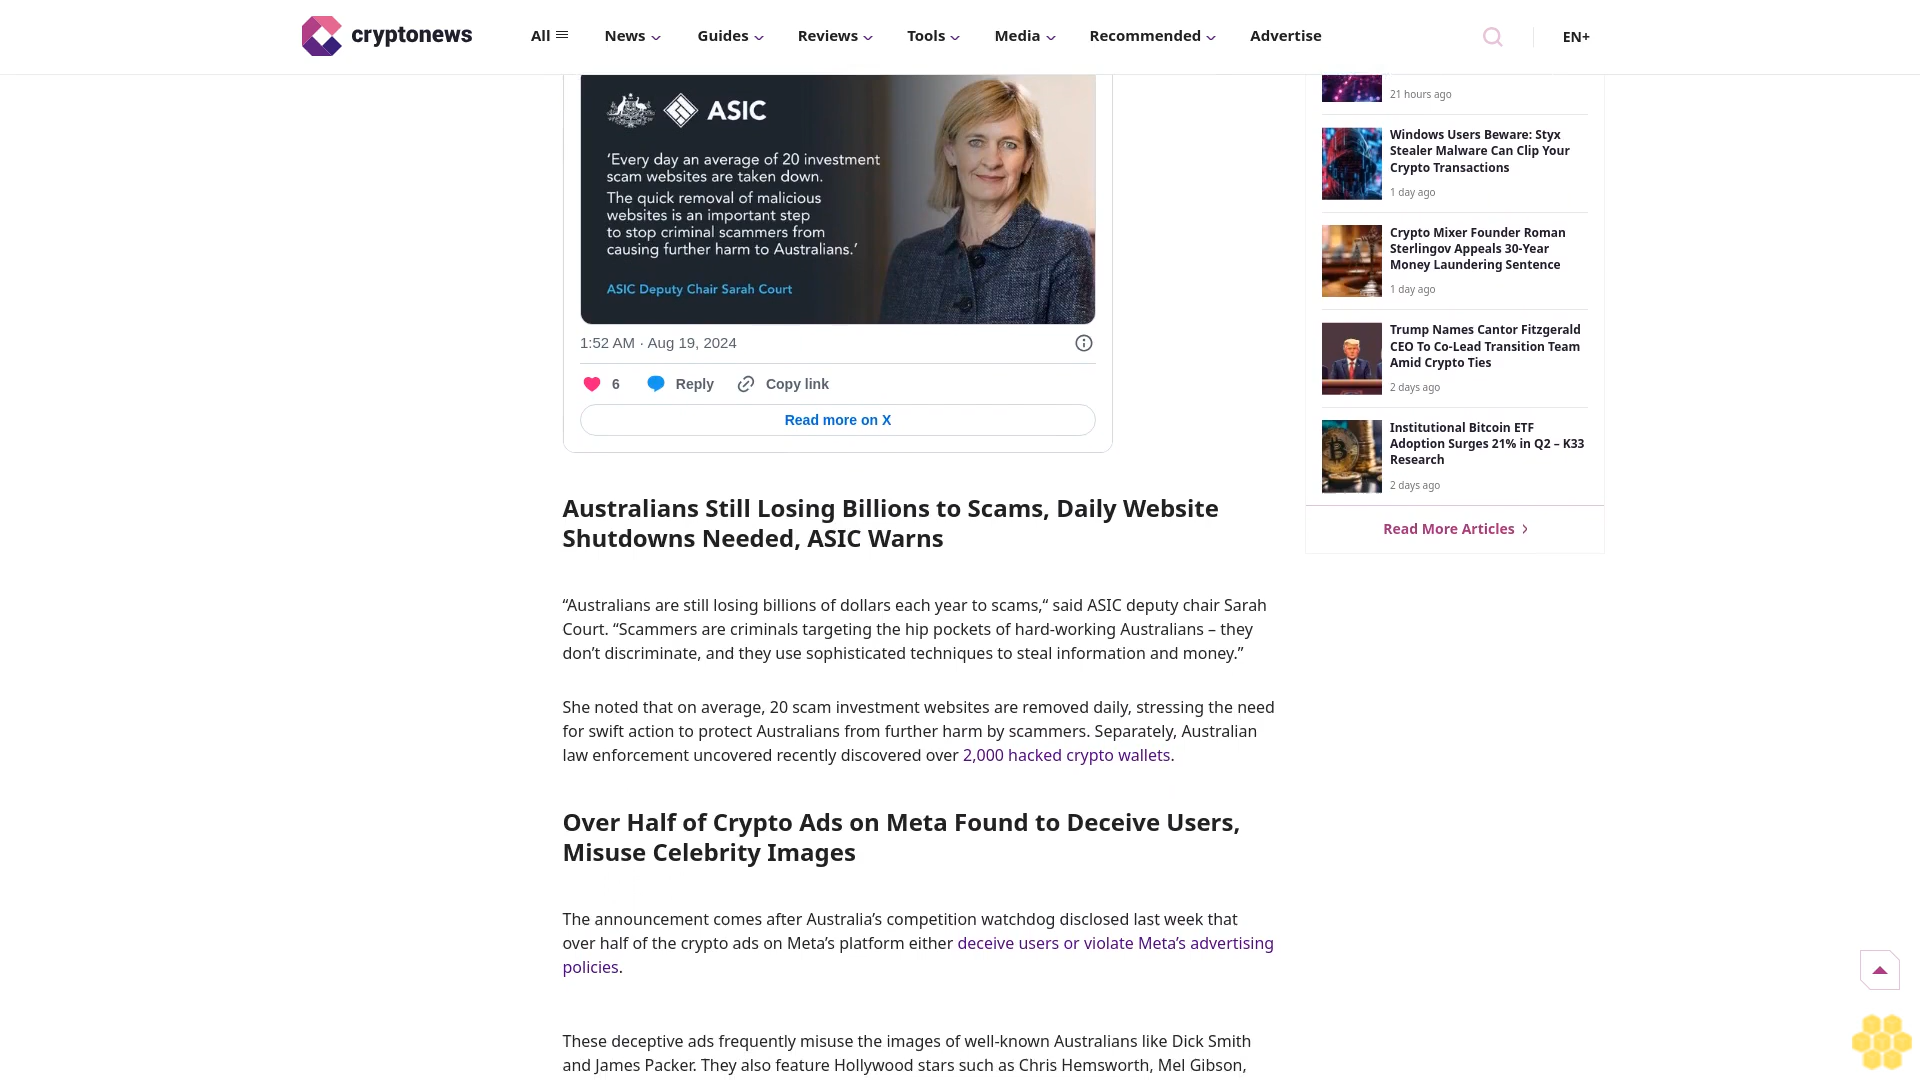 cryptonews
All
News
Guides
Reviews
Tools
Media
Recommended
Advertise
EN+
ASIC
‘Every day an average of 20 investment
scam websites are taken down.
The quick removal of malicious
websites is an important step
to stop criminal scammers from
causing further harm to Australians.’
ASIC Deputy Chair Sarah Court
1:52 AM · Aug 19, 2024
6
Reply
Copy link
Read more on X
Australians Still Losing Billions to Scams, Daily Website
Shutdowns Needed, ASIC Warns
“Australians are still losing billions of dollars each year to scams,“ said ASIC deputy chair Sarah
Court. “Scammers are criminals targeting the hip pockets of hard-working Australians – they
don’t discriminate, and they use sophisticated techniques to steal information and money.”
She noted that on average, 20 scam investment websites are removed daily, stressing the need
for swift action to protect Australians from further harm by scammers. Separately, Australian
law enforcement uncovered recently discovered over 2,000 hacked crypto wallets.
Over Half of Crypto Ads on Meta Found to Deceive Users,
Misuse Celebrity Images
The announcement comes after Australia’s competition watchdog disclosed last week that
over half of the crypto ads on Meta’s platform either deceive users or violate Meta’s advertising
policies.
These deceptive ads frequently misuse the images of well-known Australians like Dick Smith
and James Packer. They also feature Hollywood stars such as Chris Hemsworth, Mel Gibson,
21 hours ago
Windows Users Beware: Styx
Stealer Malware Can Clip Your
Crypto Transactions
1 day ago
Crypto Mixer Founder Roman
Sterlingov Appeals 30-Year
Money Laundering Sentence
1 day ago
Trump Names Cantor Fitzgerald
CEO To Co-Lead Transition Team
Amid Crypto Ties
2 days ago
Institutional Bitcoin ETF
Adoption Surges 21% in Q2 – K33
Research
2 days ago
Read More Articles